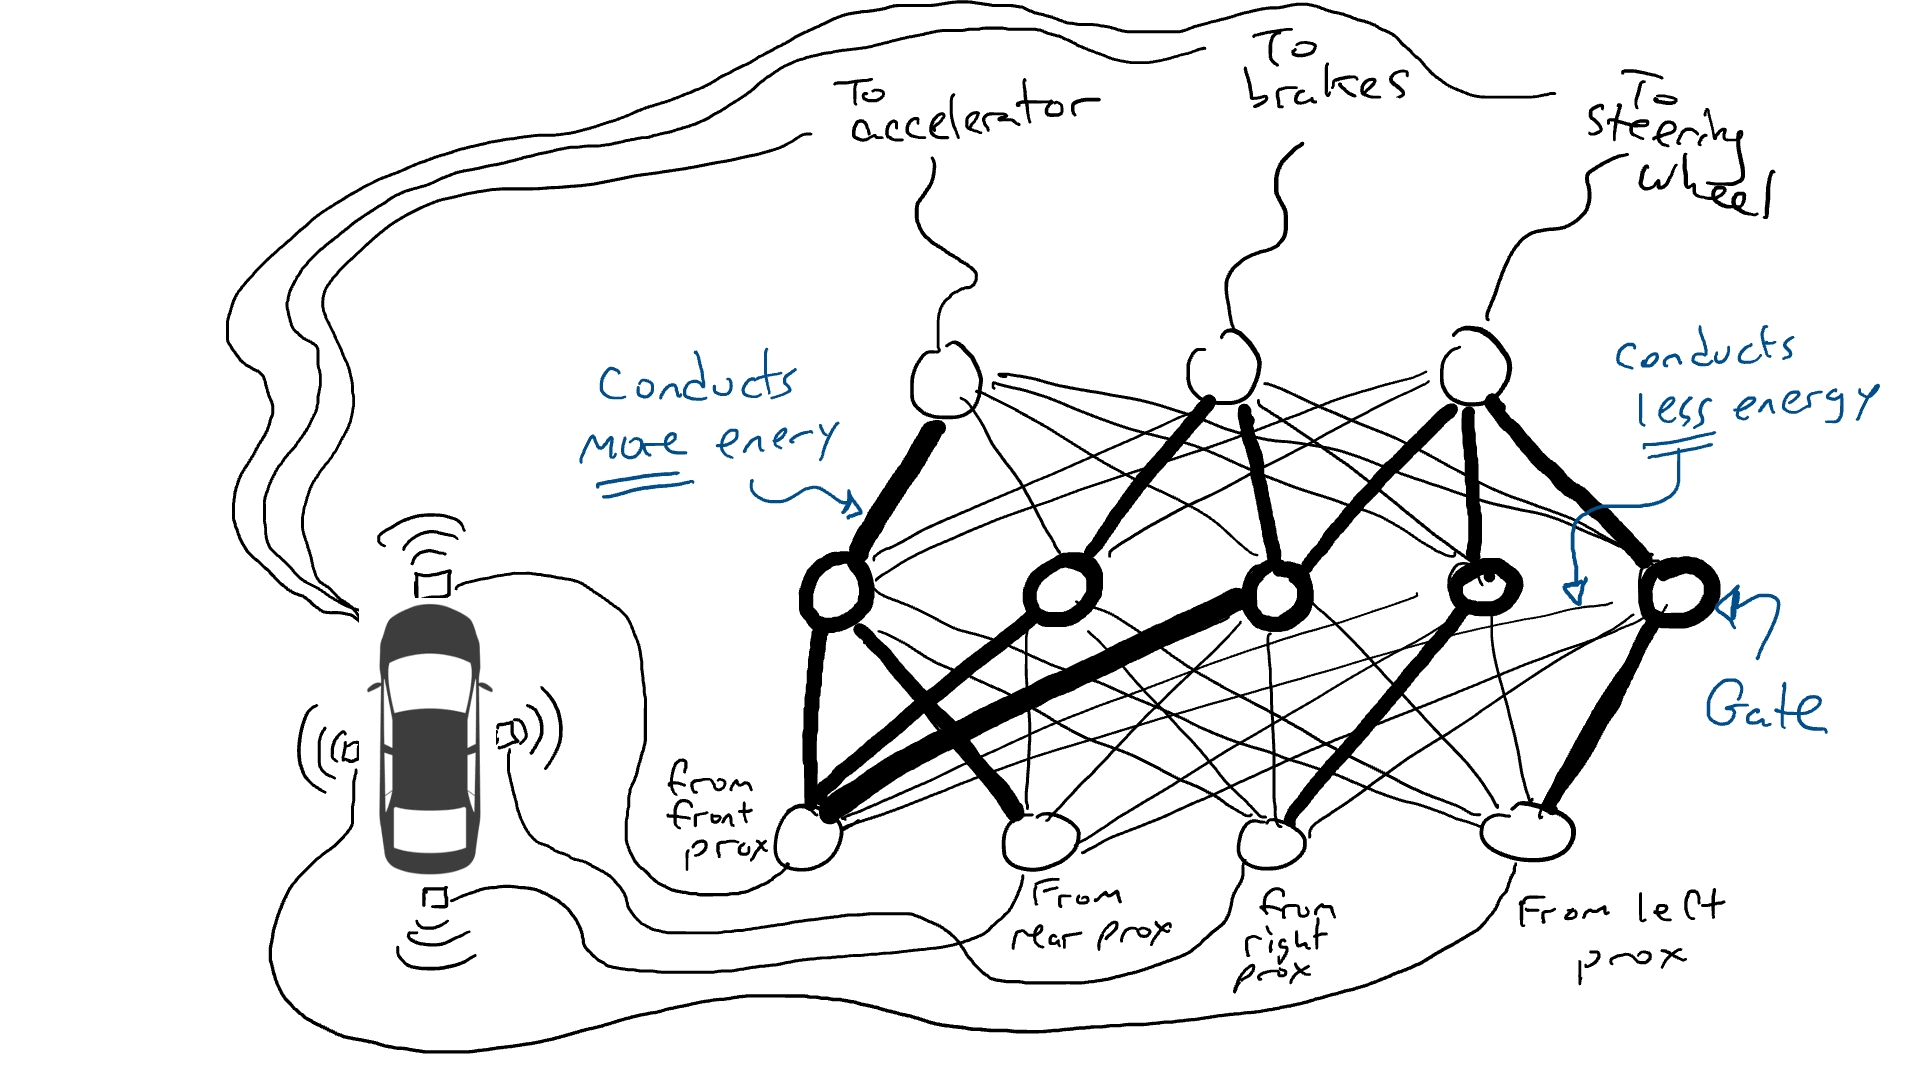 To
accelerator
To
brakes
To
steering
wheel
Conducts
more enery
Conducts
less energy
Gate
from
front
prox
From
rear prox
from
right
prox
From left
prox